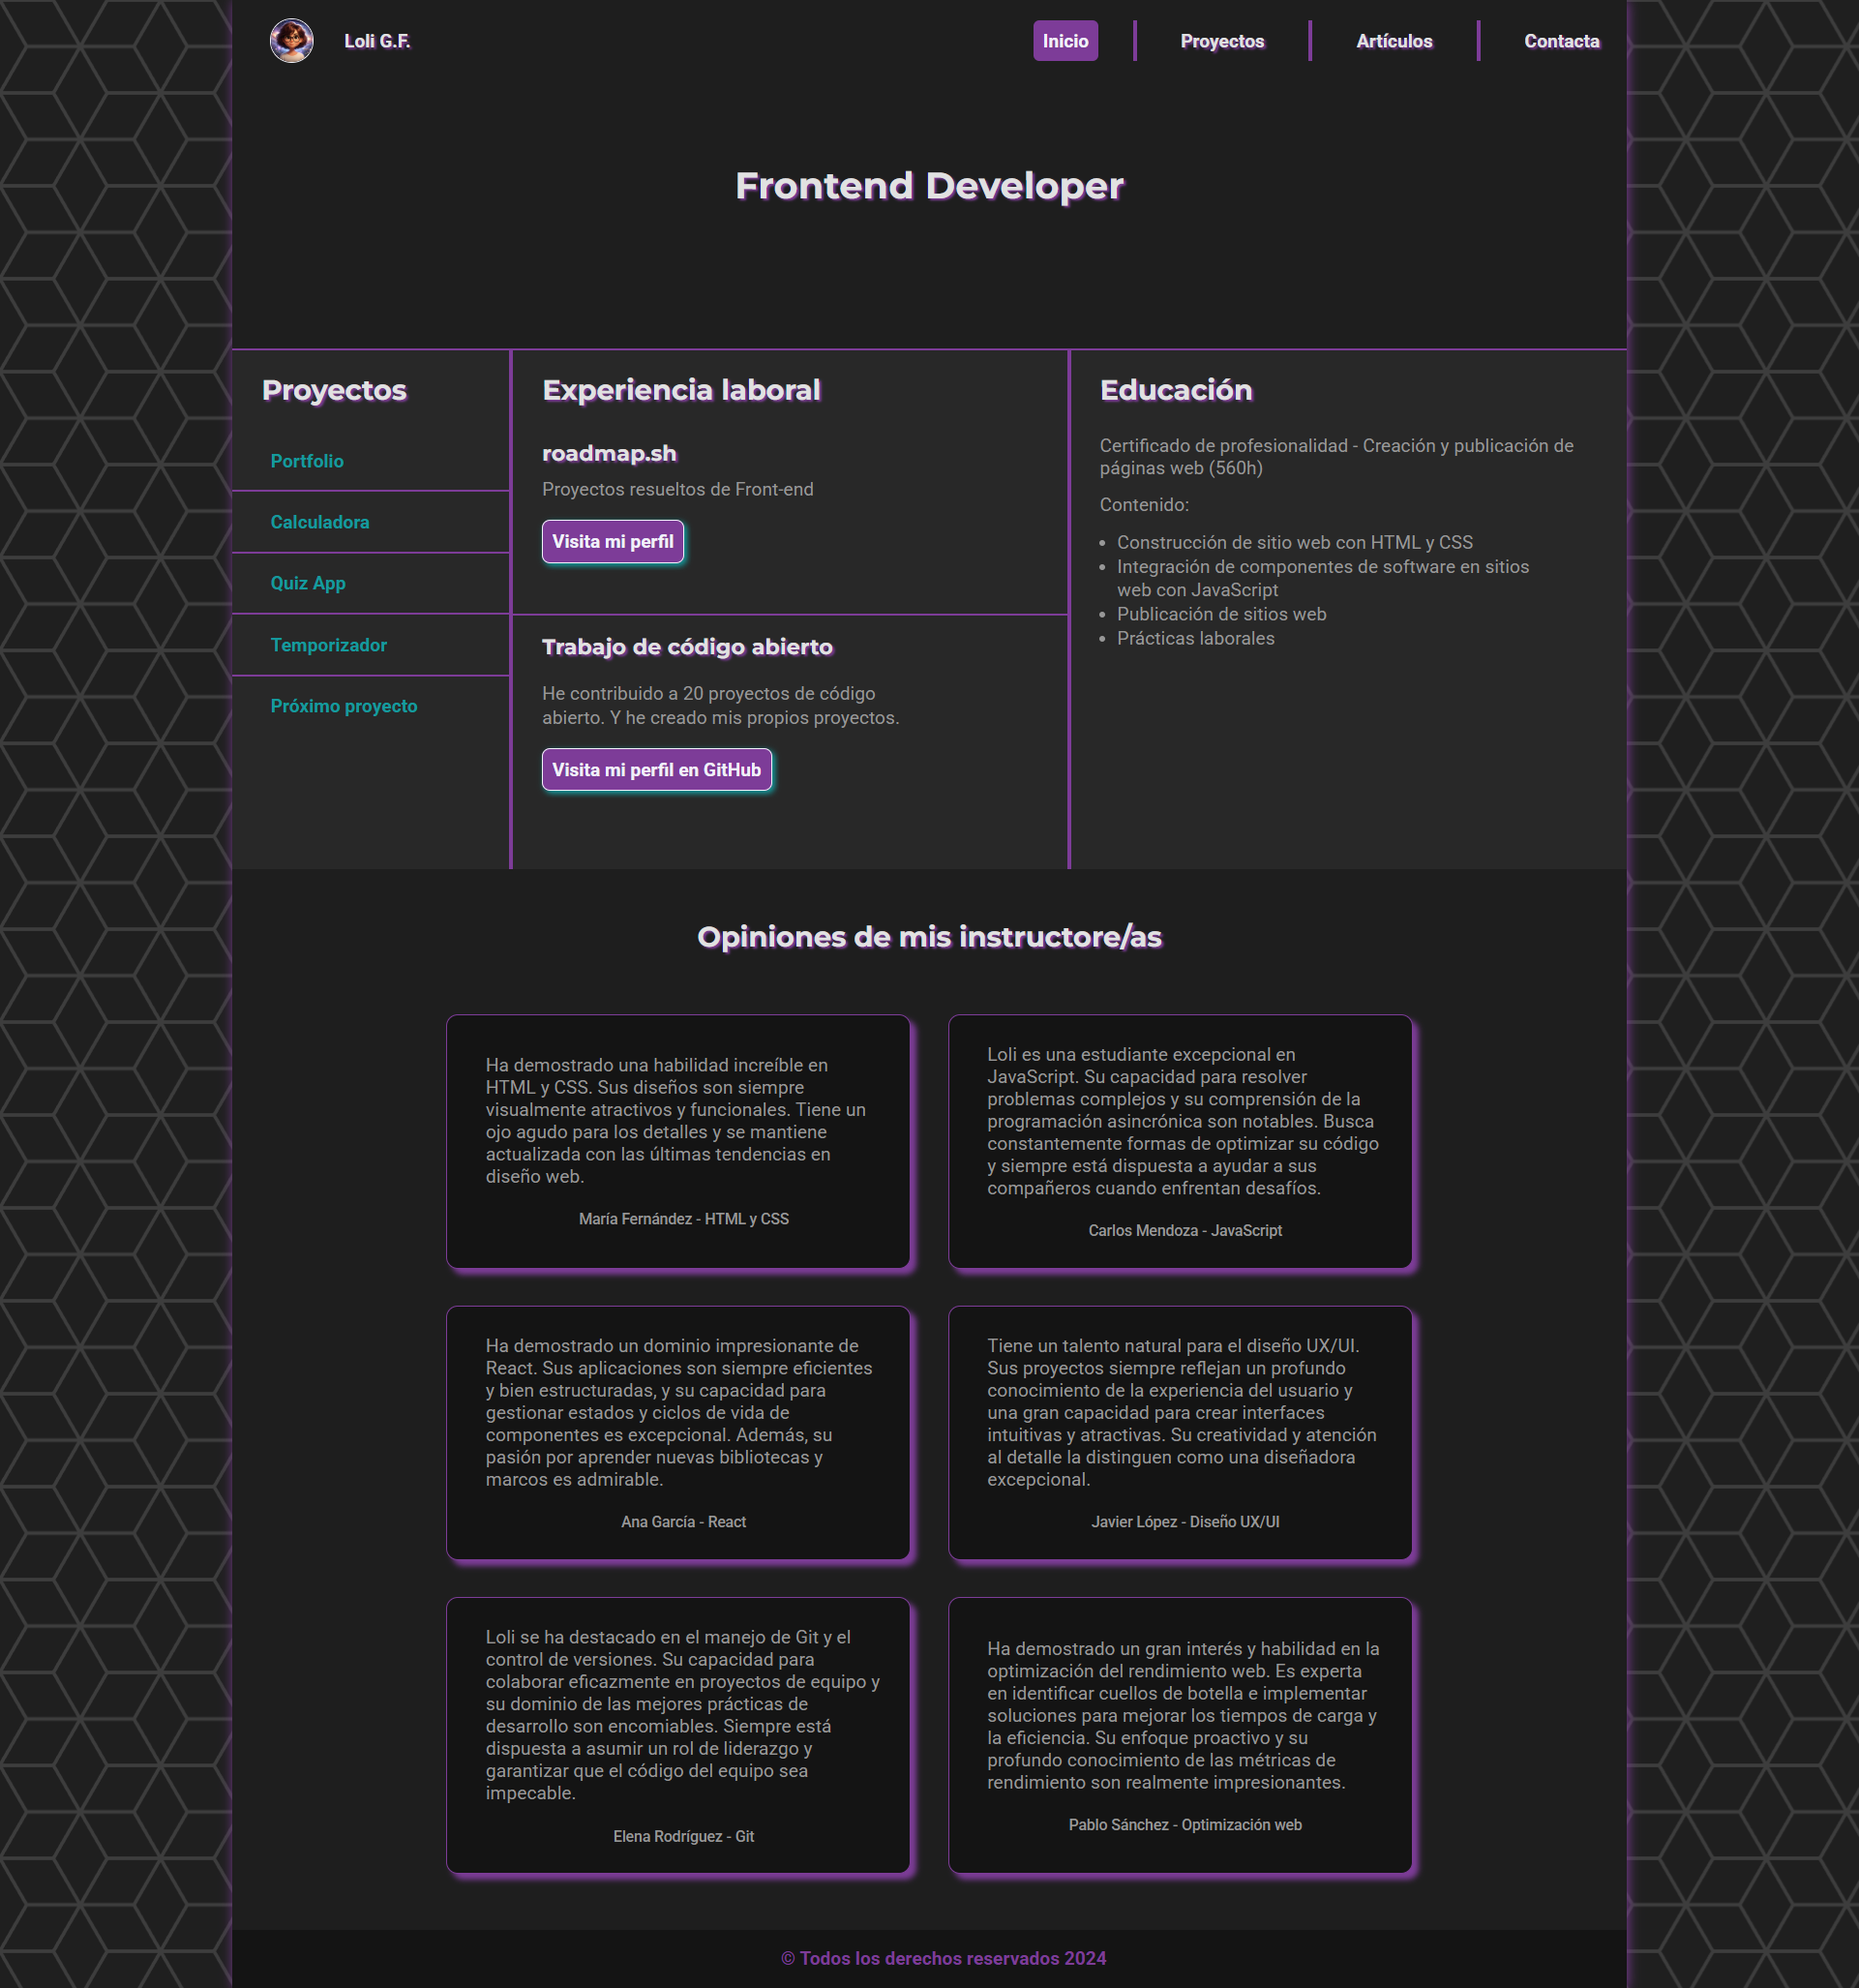 Loli G.F.
Inicio
Proyectos
Artículos
Contacta
Frontend Developer
Proyectos
Portfolio
Calculadora
Quiz App
Temporizador
Próximo proyecto
Experiencia laboral
roadmap.sh
Proyectos resueltos de Front-end
Visita mi perfil
Trabajo de código abierto
He contribuido a 20 proyectos de código
abierto. Y he creado mis propios proyectos.
Visita mi perfil en GitHub
Educación
Certificado de profesionalidad - Creación y publicación de
páginas web (560h)
Contenido:
• Construcción de sitio web con HTML y CSS
• Integración de componentes de software en sitios
web con JavaScript
• Publicación de sitios web
• Prácticas laborales
Opiniones de mis instructore/as
Ha demostrado una habilidad increíble en
HTML y CSS. Sus diseños son siempre
visualmente atractivos y funcionales. Tiene un
ojo agudo para los detalles y se mantiene
actualizada con las últimas tendencias en
diseño web.
María Fernández - HTML y CSS
Loli es una estudiante excepcional en
JavaScript. Su capacidad para resolver
problemas complejos y su comprensión de la
programación asincrónica son notables. Busca
constantemente formas de optimizar su código
y siempre está dispuesta a ayudar a sus
compañeros cuando enfrentan desafíos.
Carlos Mendoza - JavaScript
Ha demostrado un dominio impresionante de
React. Sus aplicaciones son siempre eficientes
y bien estructuradas, y su capacidad para
gestionar estados y ciclos de vida de
componentes es excepcional. Además, su
pasión por aprender nuevas bibliotecas y
marcos es admirable.
Ana García - React
Tiene un talento natural para el diseño UX/UI.
Sus proyectos siempre reflejan un profundo
conocimiento de la experiencia del usuario y
una gran capacidad para crear interfaces
intuitivas y atractivas. Su creatividad y atención
al detalle la distinguen como una diseñadora
excepcional.
Javier López - Diseño UX/UI
Loli se ha destacado en el manejo de Git y el
control de versiones. Su capacidad para
colaborar eficazmente en proyectos de equipo y
su dominio de las mejores prácticas de
desarrollo son encomiables. Siempre está
dispuesta a asumir un rol de liderazgo y
garantizar que el código del equipo sea
impecable.
Elena Rodríguez - Git
Ha demostrado un gran interés y habilidad en la
optimización del rendimiento web. Es experta
en identificar cuellos de botella e implementar
soluciones para mejorar los tiempos de carga y
la eficiencia. Su enfoque proactivo y su
profundo conocimiento de las métricas de
rendimiento son realmente impresionantes.
Pablo Sánchez - Optimización web
© Todos los derechos reservados 2024